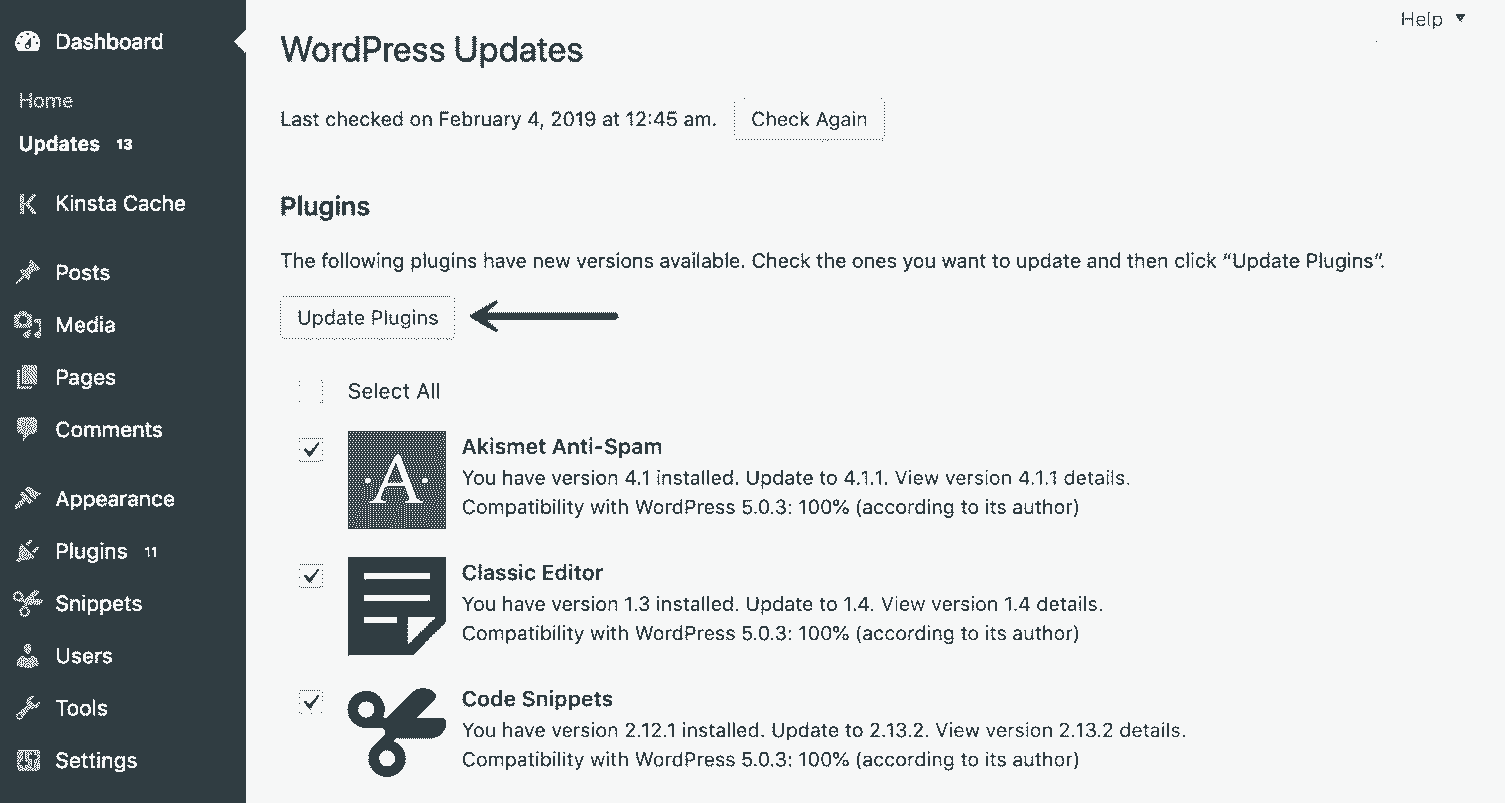 Help
Dashboard
WordPress Updates
Home
Last checked on February 4, 2019 at 12:45 am.
Check Again
Updates 13
Kinsta Cache
Plugins
Posts
The following plugins have new versions available. Check the ones you want to update and then click “Update Plugins”.
Media
Update Plugins
Pages
Select All
Comments
Akismet Anti-Spam
You have version 4.1 installed. Update to 4.1.1. View version 4.1.1 details.
Compatibility with WordPress 5.0.3: 100% (according to its author)
Appearance
Plugins 11
Classic Editor
You have version 1.3 installed. Update to 1.4. View version 1.4 details.
Compatibility with WordPress 5.0.3: 100% (according to its author)
Snippets
Users
Code Snippets
You have version 2.12.1 installed. Update to 2.13.2. View version 2.13.2 details.
Compatibility with WordPress 5.0.3: 100% (according to its author)
Tools
Settings